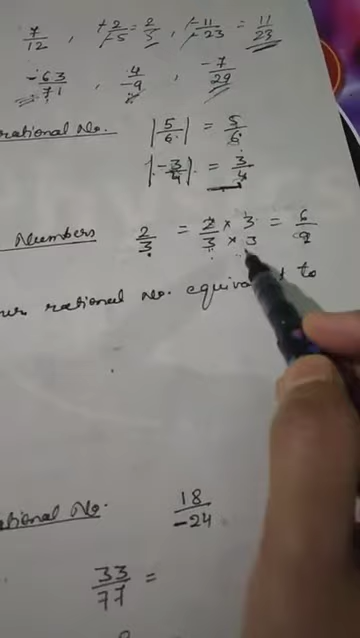 7/12 , +2/-5 = 2/5 , -11/-23 = 11/23
-63/71 , 4/-9 , -7/29
rational No. |5/6| = 5/6
|-3/4| = 3/4
Numbers 2/3 = 2/3 × 3/3 = 6/9
rational No. to
No. 18/-24
33/77 =